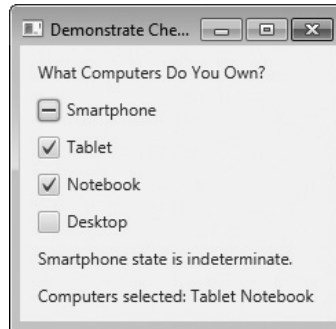 Demonstrate Che...
What Computers Do You Own?
Smartphone
Tablet
Notebook
Desktop
Smartphone state is indeterminate.
Computers selected: Tablet Notebook